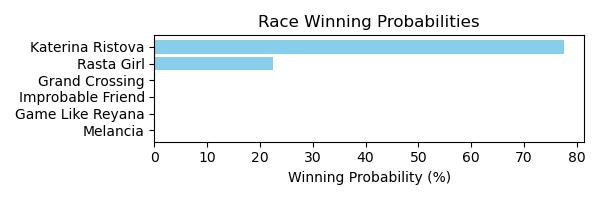 Race Winning Probabilities
Katerina Ristova
Rasta Girl
Grand Crossing
Improbable Friend
Game Like Reyana
Melancia
0 10 20 30 40 50 60 70 80
Winning Probability (%)